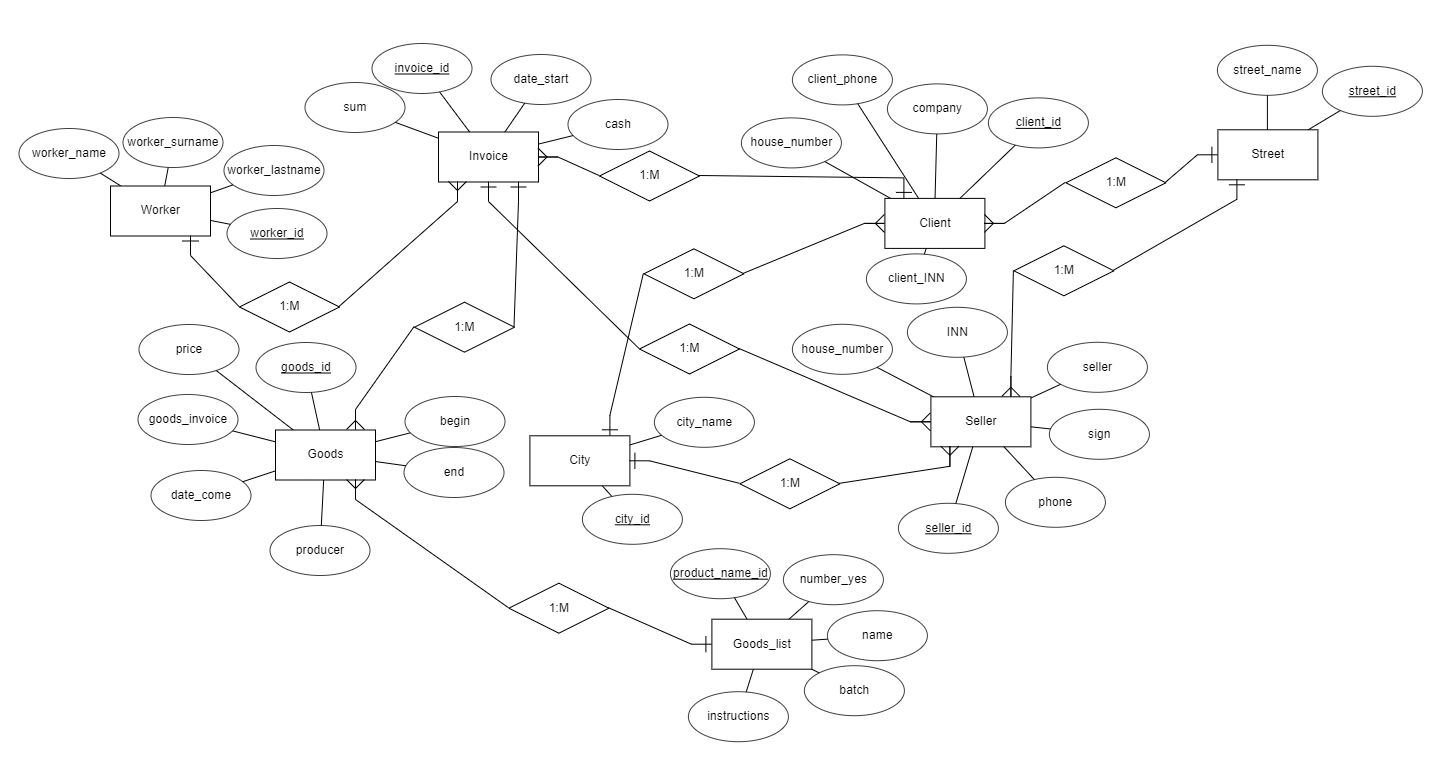 invoice_id
date_start
sum
cash
Invoice
1:M
worker_name
worker_surname
worker_lastname
Worker
worker_id
1:M
client_phone
company
client_id
house_number
Client
client_INN
street_name
street_id
Street
1:M
1:M
1:M
1:M
1:M
price
goods_id
goods_invoice
begin
Goods
end
date_come
producer
city_name
City
city_id
1:M
house_number
INN
seller
Seller
sign
phone
seller_id
1:M
product_name_id
number_yes
Goods_list
name
batch
instructions